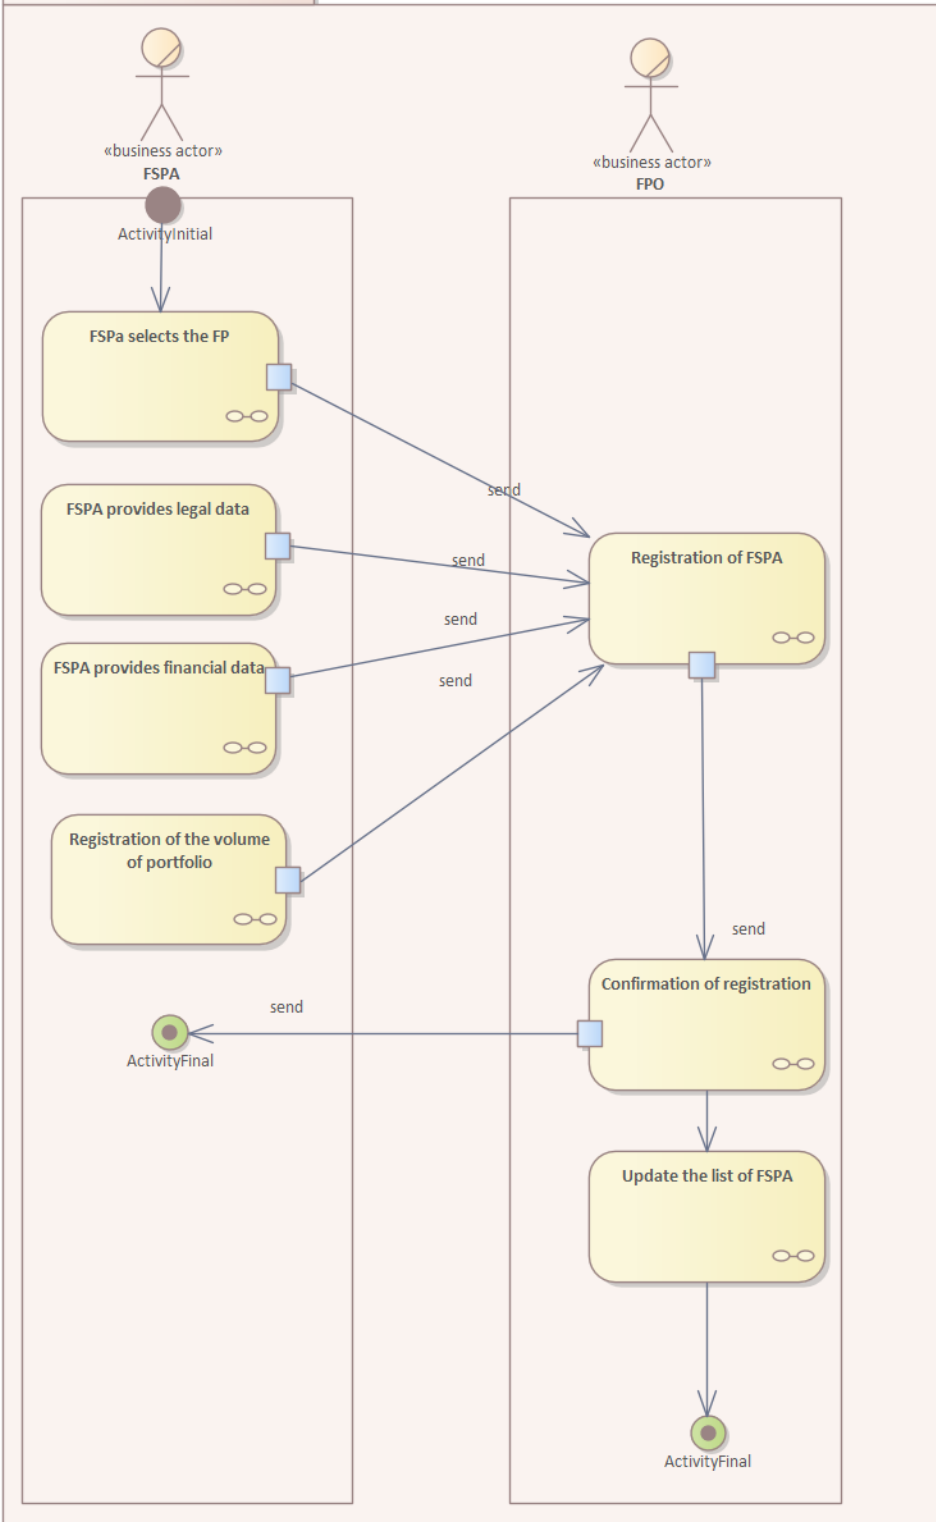 «business actor»
FSPA
«business actor»
FPO
ActivityInitial
FSPa selects the FP
send
FSPA provides legal data
send
Registration of FSPA
send
FSPA provides financial data
send
Registration of the volume
of portfolio
send
Confirmation of registration
send
ActivityFinal
Update the list of FSPA
ActivityFinal